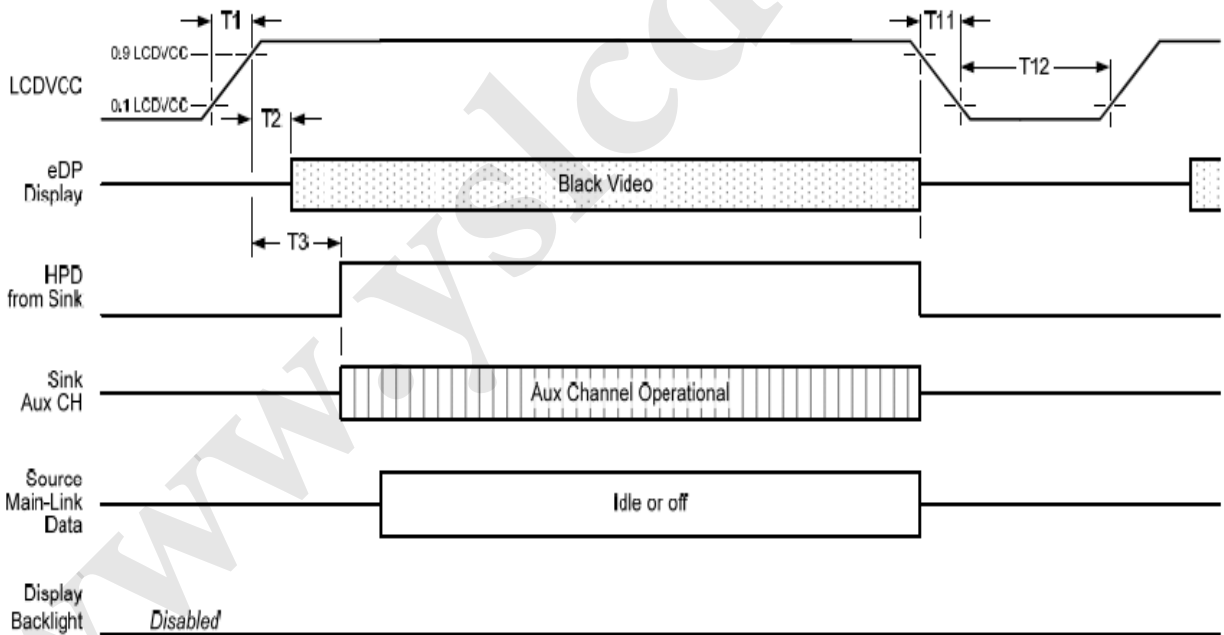 T1
T11
0.9 LCDVCC
LCDVCC
T12
0.1 LCDVCC
T2
eDP
Display
Black Video
T3
HPD
from Sink
Sink
Aux CH
Aux Channel Operational
Source
Main-Link
Data
Idle or off
Display
Backlight
Disabled
www.yslcd